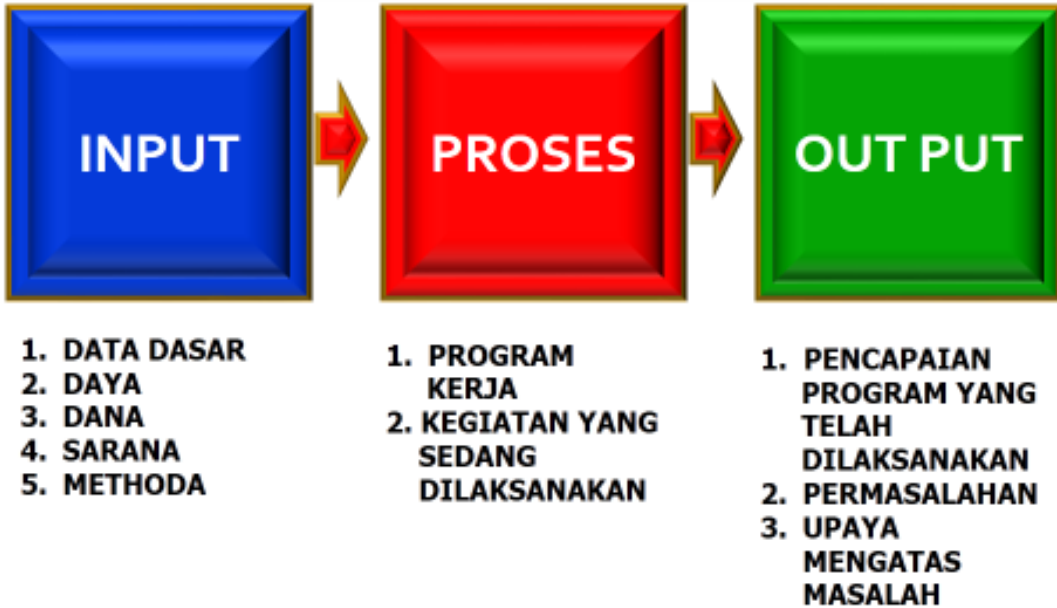 INPUT
PROSES
OUT PUT
1. DATA DASAR
2. DAYA
3. DANA
4. SARANA
5. METHODA
1. PROGRAM
KERJA
2. KEGIATAN YANG
SEDANG
DILAKSANAKAN
1. PENCAPAIAN
PROGRAM YANG
TELAH
DILAKSANAKAN
2. PERMASALAHAN
3. UPAYA
MENGATAS
MASALAH